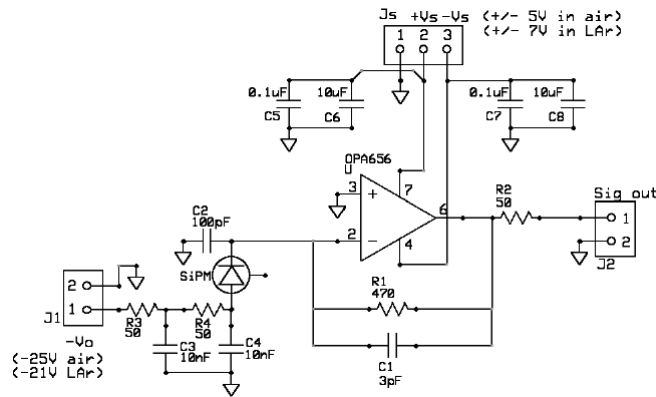 Js +Vs -Vs (+/- 5V in air)
1 2 3 (+/- 7V in LAr)
0.1uF 10uF
C5 C6
0.1uF 10uF
C7 C8
OPA656
U
3 + 7
6
2 - 4
R2
50
Sig out
1
2
J2
C2
100pF
SiPM
R1
470
C1
3pF
2
1
J1
R3
50
R4
50
C3
10nF
C4
10nF
-Vo
(-25V air)
(-21V LAr)